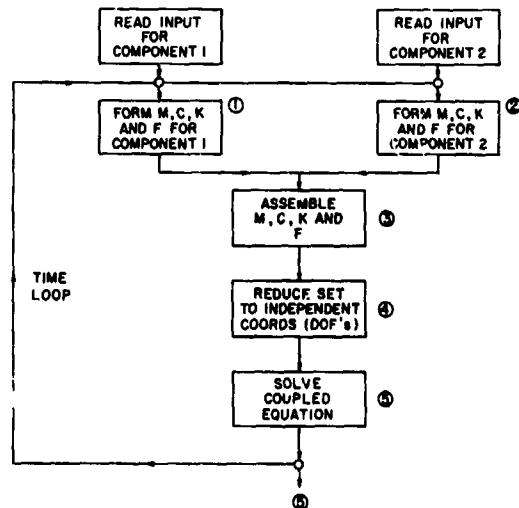 READ INPUT
FOR
COMPONENT 1
READ INPUT
FOR
COMPONENT 2
①
FORM M, C, K
AND F FOR
COMPONENT 1
②
FORM M, C, K
AND F FOR
COMPONENT 2
ASSEMBLE
M, C, K AND
F
③
TIME
LOOP
REDUCE SET
TO INDEPENDENT
COORDS (DOF's)
④
SOLVE
COUPLED
EQUATION
⑤
⑥